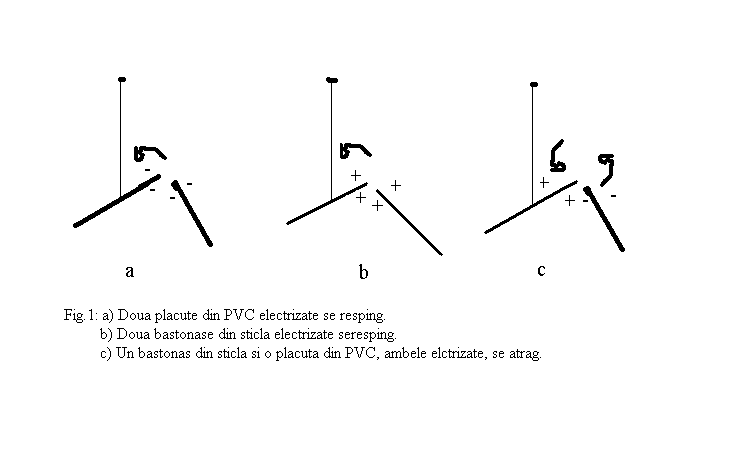 - - - -
+ + + +
+ + - -
a b c
Fig.1: a) Doua placute din PVC electrizate se resping.
b) Doua bastonase din sticla electrizate seresping.
c) Un bastonas din sticla si o placuta din PVC, ambele elctrizate, se atrag.